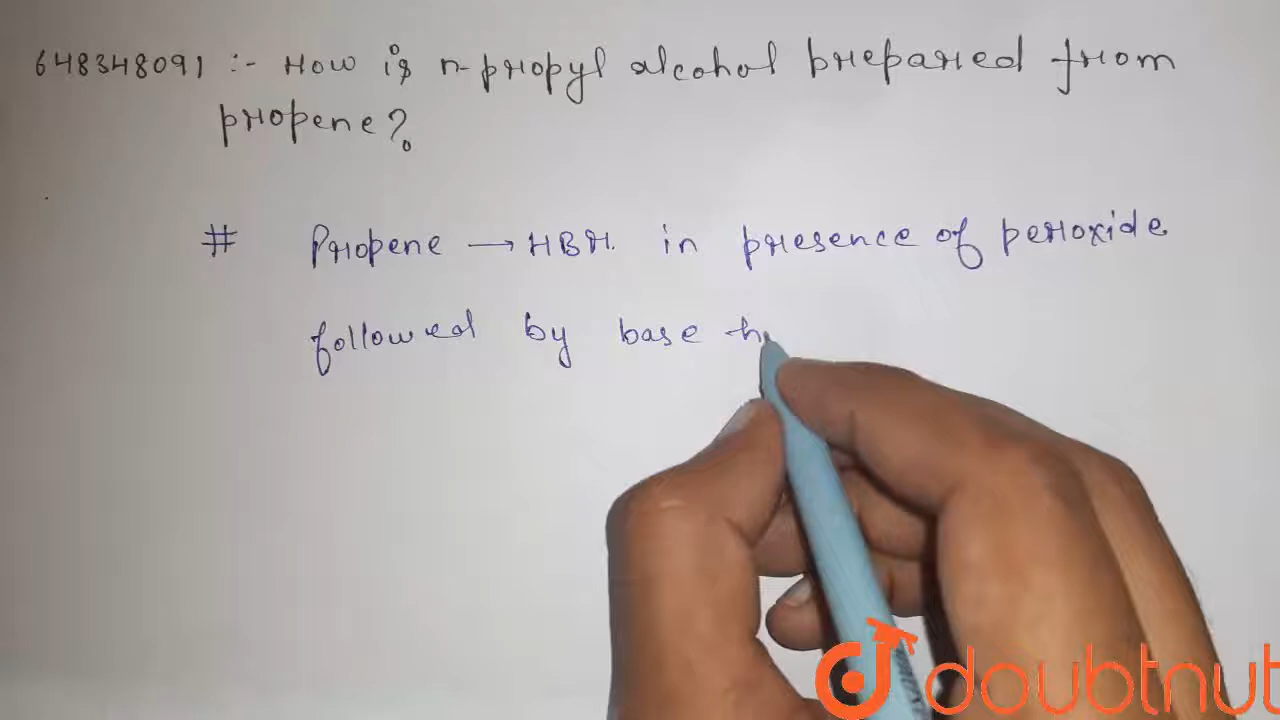 648348091 :- How is n-propyl alcohol prepared from
propene?
# Propene → HBr. in presence of peroxide
followed by base
doubtnut